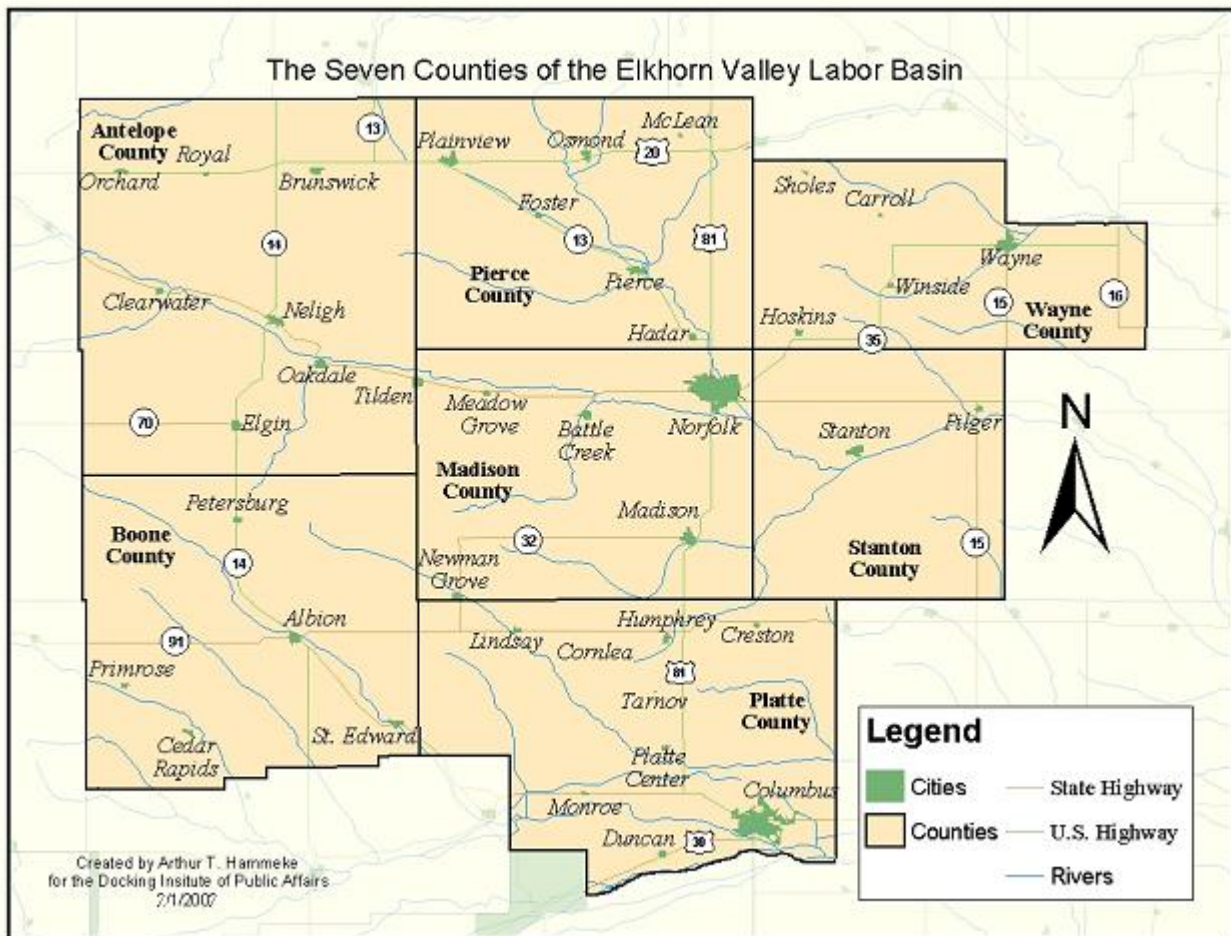 The Seven Counties of the Elkhorn Valley Labor Basin
Antelope
County
Royal
Orchard
Brunswick
13
14
Clearwater
Neligh
Oakdale
Tilden
70
Elgin
Plainview
Osmond
McLean
20
Foster
13
81
Pierce
County
Pierce
Hadar
Sholes
Carroll
Wayne
Winside
15
16
Hoskins
35
Wayne
County
Meadow
Grove
Battle
Creek
Norfolk
Madison
County
Madison
32
Newman
Grove
Stanton
Pilger
Stanton
County
15
N
Petersburg
Boone
County
14
Albion
91
Primrose
Cedar
Rapids
St. Edward
Lindsay
Humphrey
Cornlea
Creston
81
Tarnov
Platte
County
Platte
Center
Columbus
Monroe
Duncan
30
Legend
Cities
State Highway
Counties
U.S. Highway
Rivers
Created by Arthur T. Hammeke
for the Docking Insitute of Public Affairs
7/1/2002